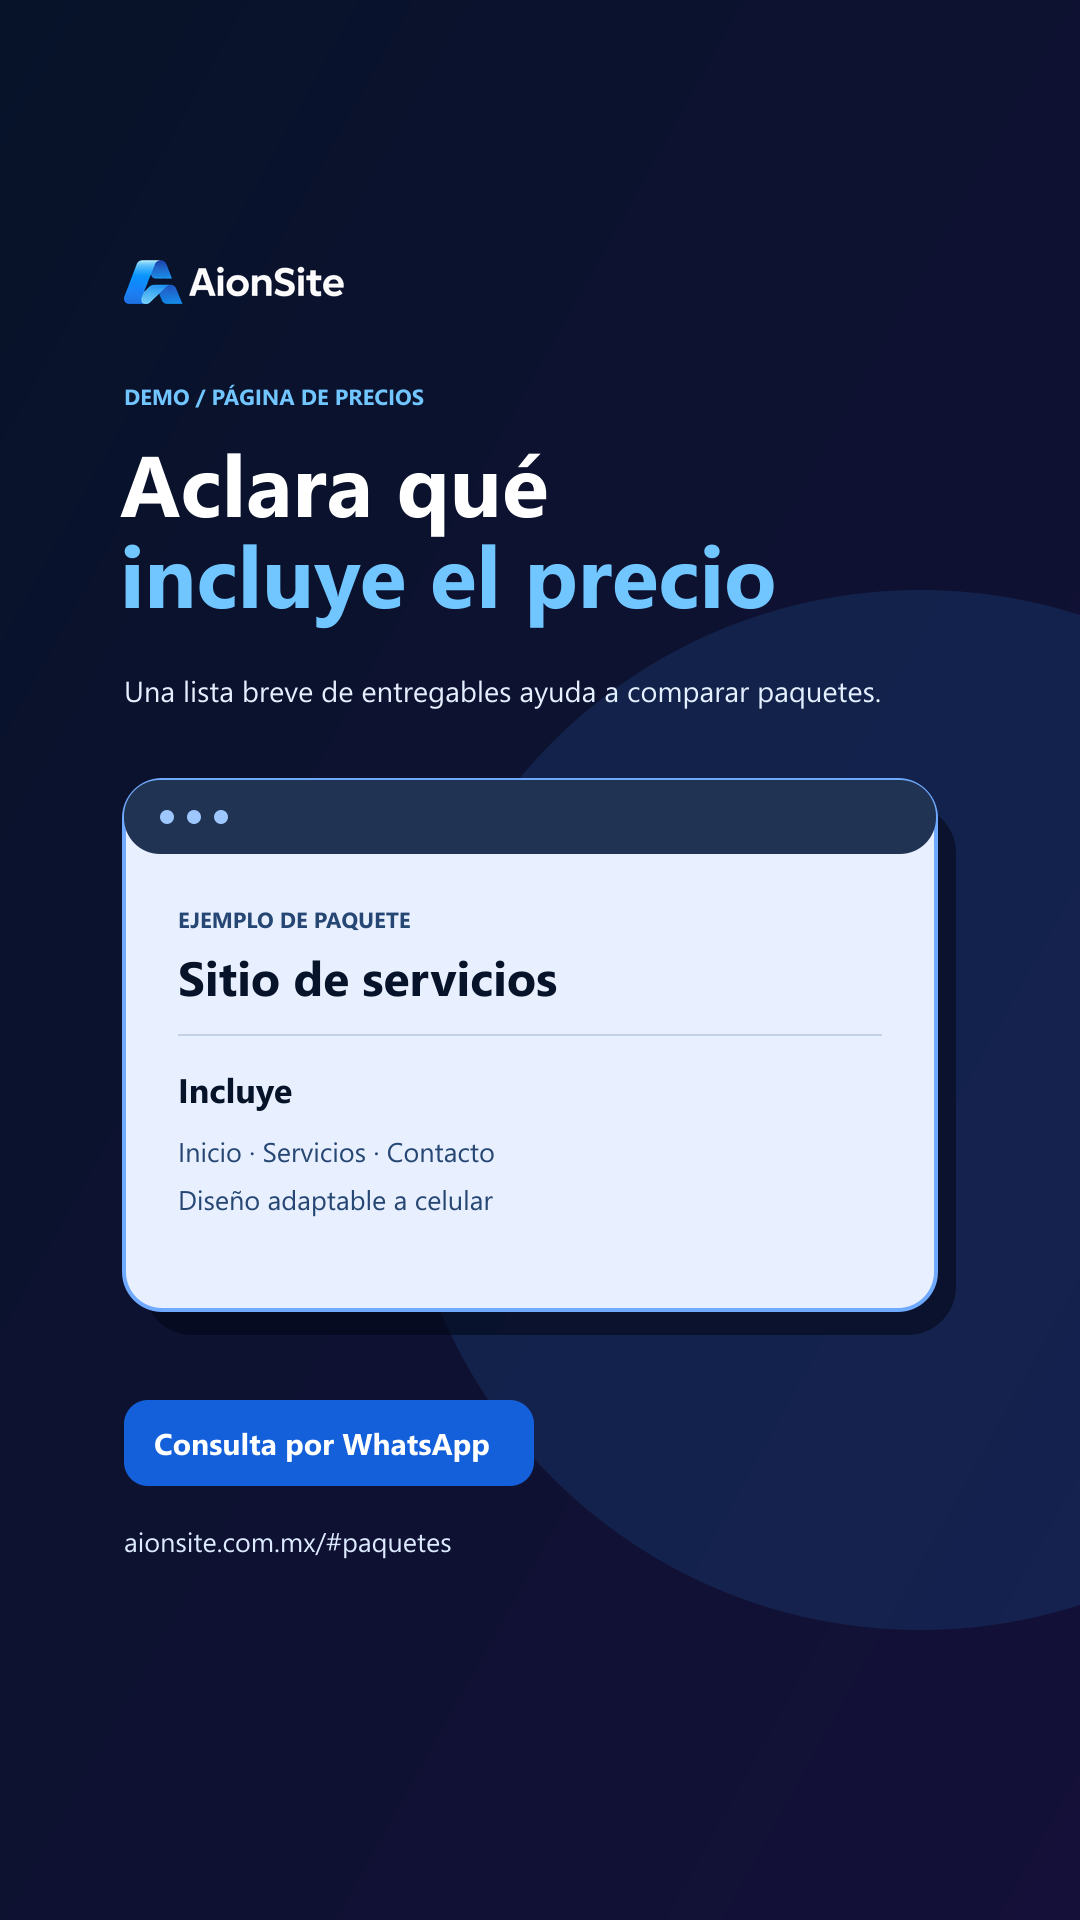 AionSite
DEMO / PÁGINA DE PRECIOS
Aclara qué
incluye el precio
Una lista breve de entregables ayuda a comparar paquetes.
EJEMPLO DE PAQUETE
Sitio de servicios
Incluye
Inicio · Servicios · Contacto
Diseño adaptable a celular
Consulta por WhatsApp
aionsite.com.mx/#paquetes